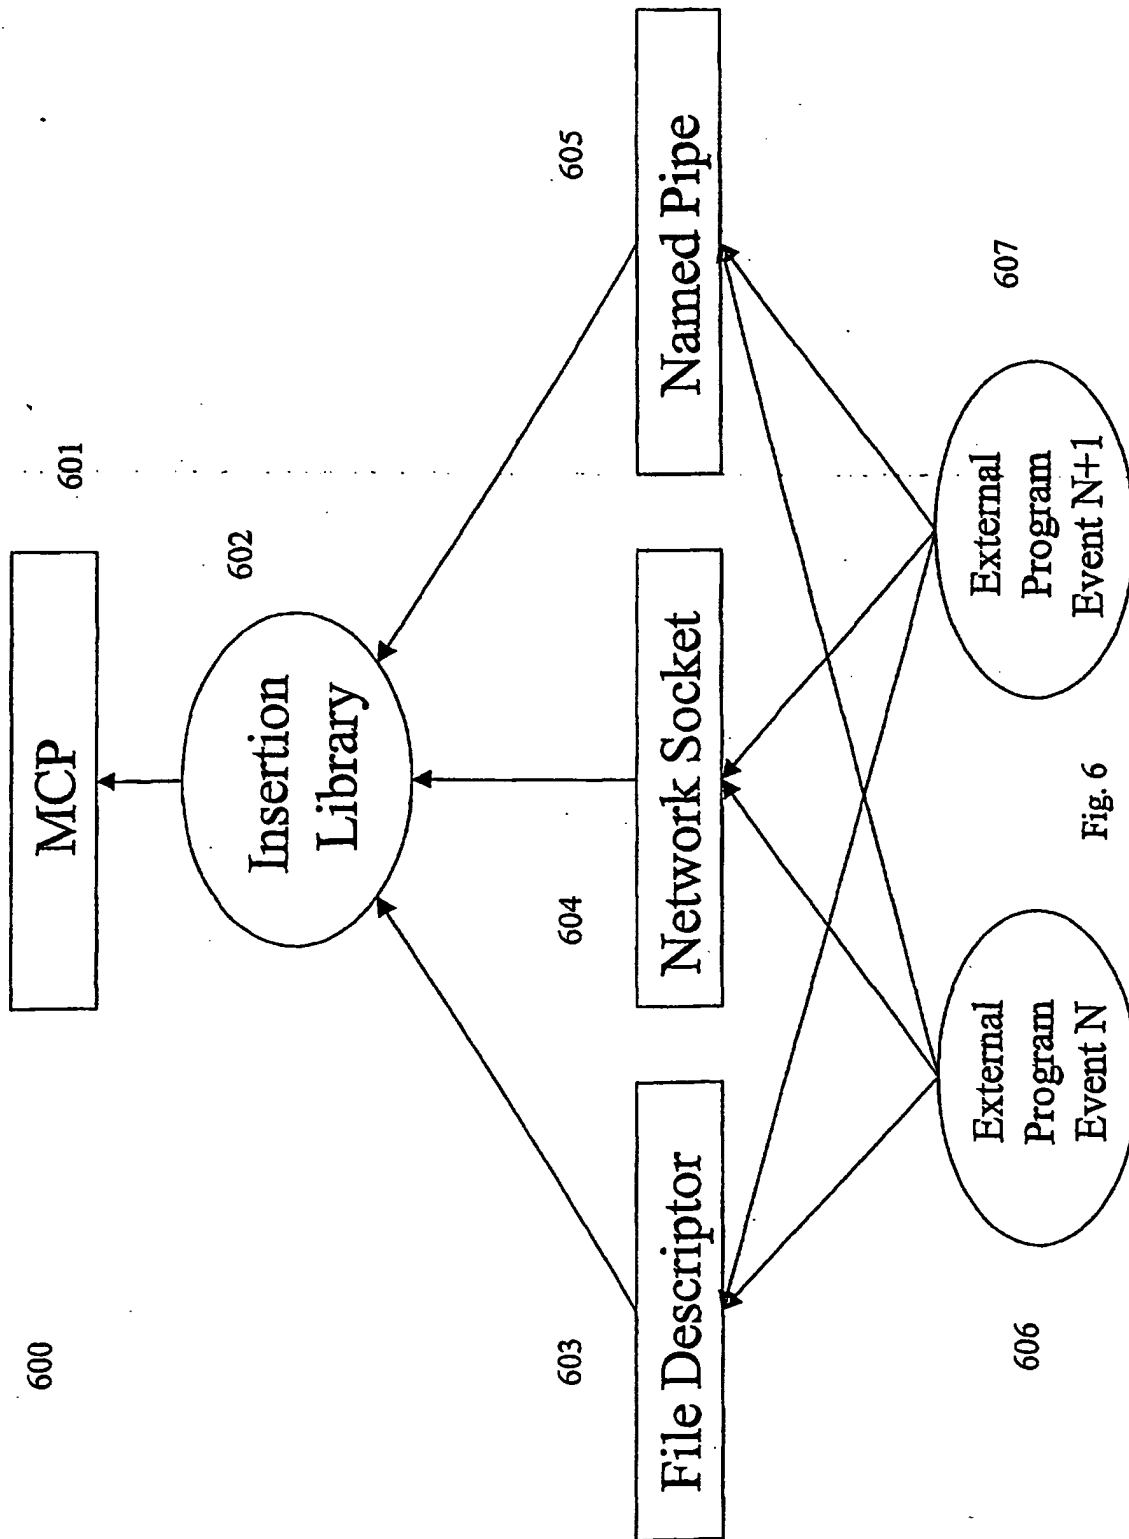 600
601
MCP
602
Insertion
Library
603
604
605
File Descriptor
Network Socket
Named Pipe
606
External
Program
Event N
External
Program
Event N+1
607
Fig. 6